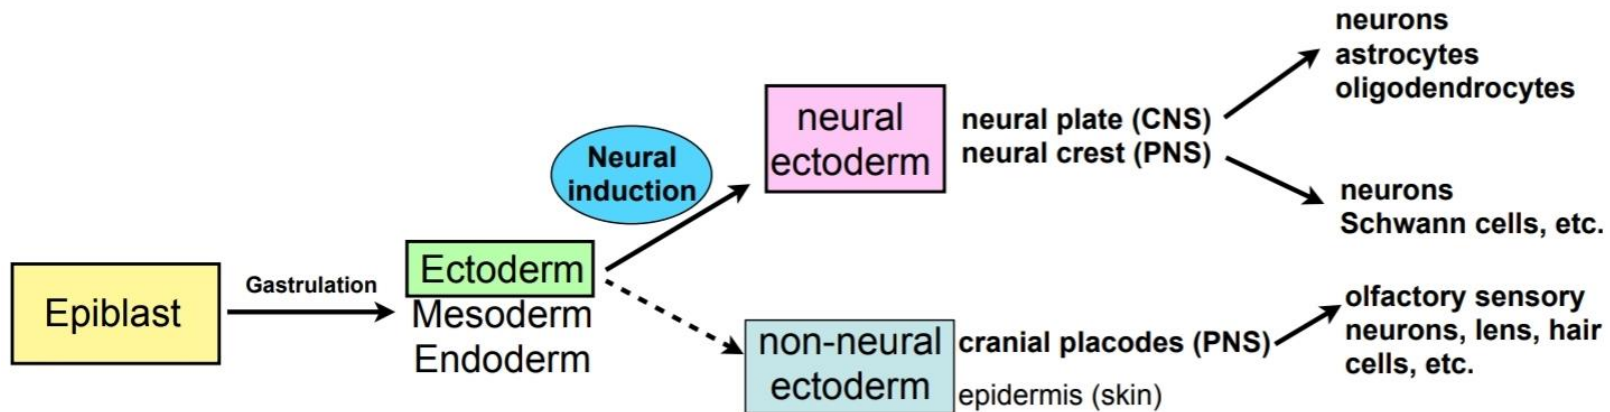 Epiblast
Gastrulation
Ectoderm
Mesoderm
Endoderm
Neural
induction
neural
ectoderm
neural plate (CNS)
neural crest (PNS)
neurons
astrocytes
oligodendrocytes
neurons
Schwann cells, etc.
non-neural
ectoderm
cranial placodes (PNS)
epidermis (skin)
olfactory sensory
neurons, lens, hair
cells, etc.